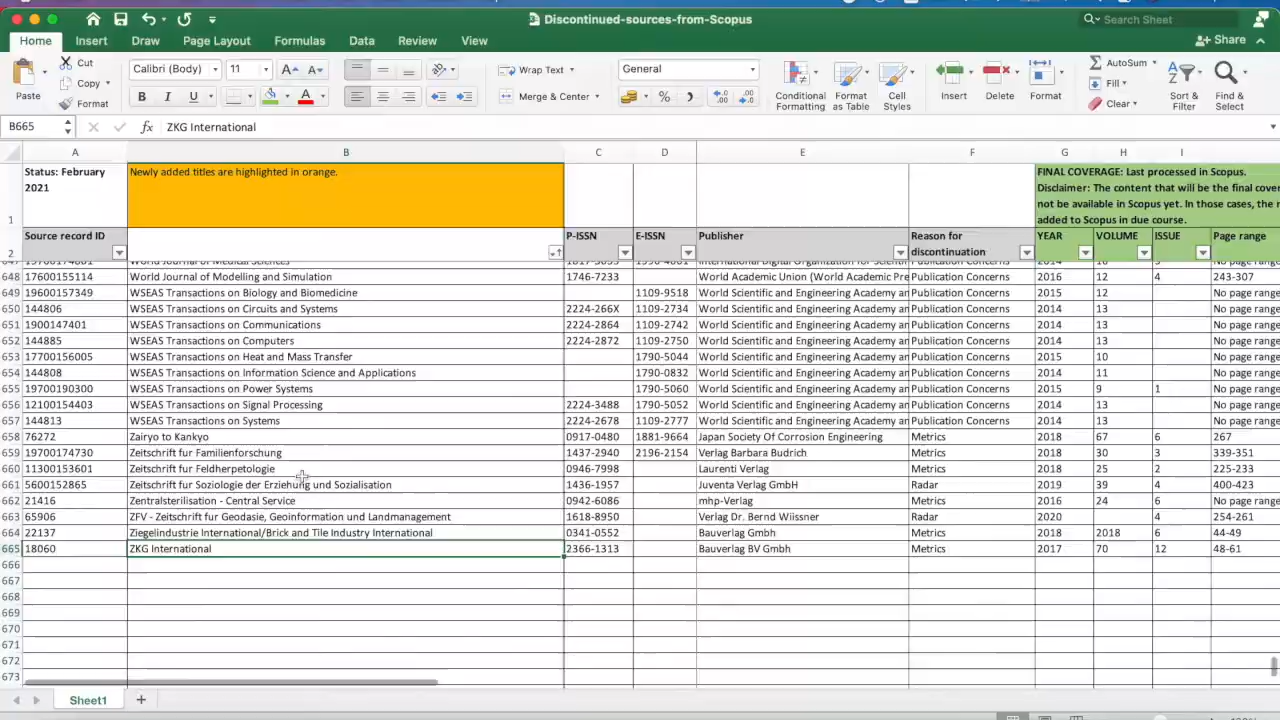 Discontinued-sources-from-Scopus
Search Sheet
Home Insert Draw Page Layout Formulas Data Review View
Share
Paste
Cut
Copy
Format
Calibri (Body) 11
B I U
Wrap Text
Merge & Center
General
Conditional Formatting
Format as Table
Cell Styles
Insert
Delete
Format
AutoSum
Fill
Clear
Sort & Filter
Find & Select
B665 fx ZKG International
A B C D E F G H I
1 Status: February 2021
Newly added titles are highlighted in orange.
FINAL COVERAGE: Last processed in Scopus.
Disclaimer: The content that will be the final cove
not be available in Scopus yet. In those cases, the r
added to Scopus in due course.
2 Source record ID P-ISSN E-ISSN Publisher Reason for discontinuation YEAR VOLUME ISSUE Page range
648 17600155114 World Journal of Modelling and Simulation 1746-7233 World Academic Union (World Academic Pre Publication Concerns 2016 12 4 243-307
649 19600157349 WSEAS Transactions on Biology and Biomedicine 1109-9518 World Scientific and Engineering Academy an Publication Concerns 2015 12 No page range
650 144806 WSEAS Transactions on Circuits and Systems 2224-266X 1109-2734 World Scientific and Engineering Academy an Publication Concerns 2014 13 No page range
651 1900147401 WSEAS Transactions on Communications 2224-2864 1109-2742 World Scientific and Engineering Academy an Publication Concerns 2014 13 No page range
652 144885 WSEAS Transactions on Computers 2224-2872 1109-2750 World Scientific and Engineering Academy an Publication Concerns 2014 13 No page range
653 17700156005 WSEAS Transactions on Heat and Mass Transfer 1790-5044 World Scientific and Engineering Academy an Publication Concerns 2015 10 No page range
654 144808 WSEAS Transactions on Information Science and Applications 1790-0832 World Scientific and Engineering Academy an Publication Concerns 2014 11 No page range
655 19700190300 WSEAS Transactions on Power Systems 1790-5060 World Scientific and Engineering Academy an Publication Concerns 2015 9 1 No page range
656 12100154403 WSEAS Transactions on Signal Processing 2224-3488 1790-5052 World Scientific and Engineering Academy an Publication Concerns 2014 13 No page range
657 144813 WSEAS Transactions on Systems 2224-2678 1109-2777 World Scientific and Engineering Academy an Publication Concerns 2014 13 No page range
658 76272 Zairyo to Kankyo 0917-0480 1881-9664 Japan Society Of Corrosion Engineering Metrics 2018 67 6 267
659 19700174730 Zeitschrift fur Familienforschung 1437-2940 2196-2154 Verlag Barbara Budrich Metrics 2018 30 3 339-351
660 11300153601 Zeitschrift fur Feldherpetologie 0946-7998 Laurenti Verlag Metrics 2018 25 2 225-233
661 5600152865 Zeitschrift fur Soziologie der Erziehung und Sozialisation 1436-1957 Juventa Verlag GmbH Radar 2019 39 4 400-423
662 21416 Zentralsterilisation - Central Service 0942-6086 mhp-Verlag Metrics 2016 24 6 No page range
663 65906 ZFV - Zeitschrift fur Geodasie, Geoinformation und Landmanagement 1618-8950 Verlag Dr. Bernd Wiissner Radar 2020 4 254-261
664 22137 Ziegelindustrie International/Brick and Tile Industry International 0341-0552 Bauverlag Gmbh Metrics 2018 2018 6 44-49
665 18060 ZKG International 2366-1313 Bauverlag BV Gmbh Metrics 2017 70 12 48-61
666
667
668
669
670
671
672
673
Sheet1